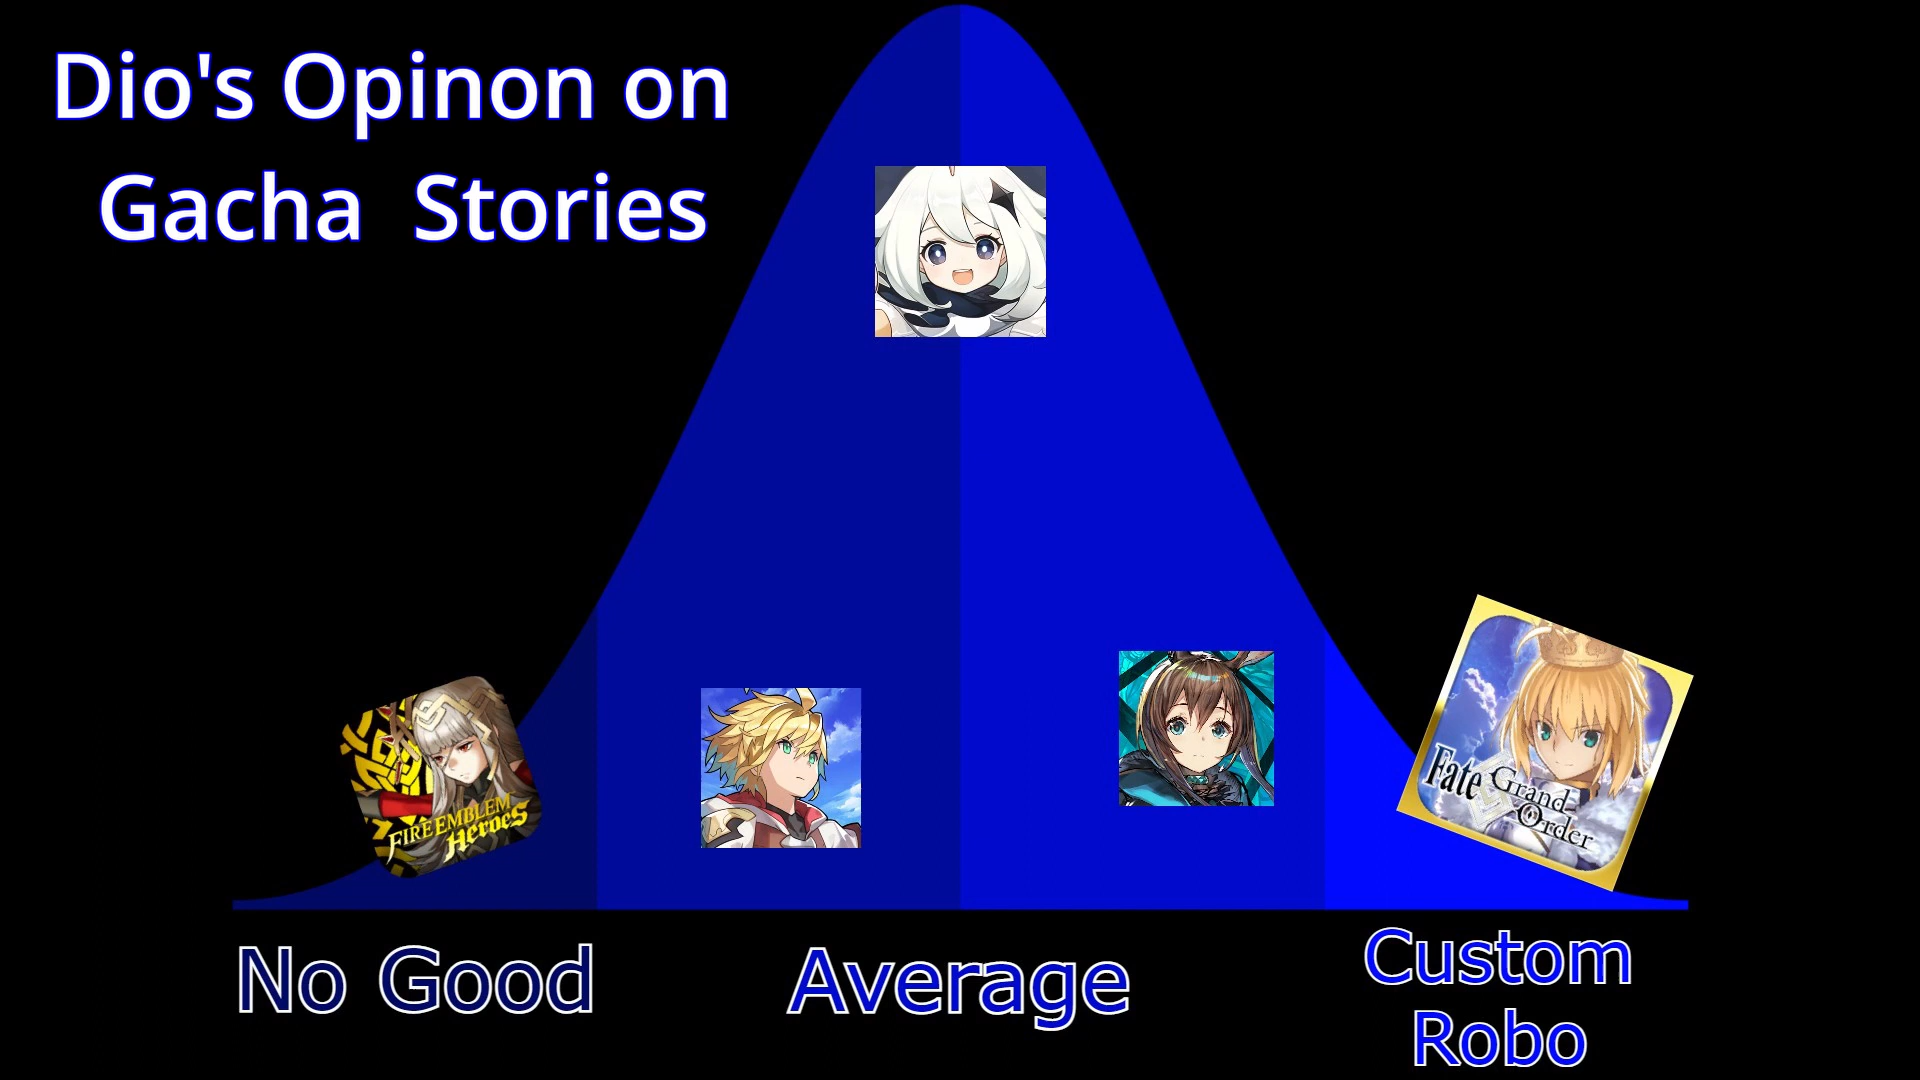 Dio's Opinon on
Gacha Stories
FIRE EMBLEM
Heroes
Fate
Grand
Order
No Good
Average
Custom
Robo